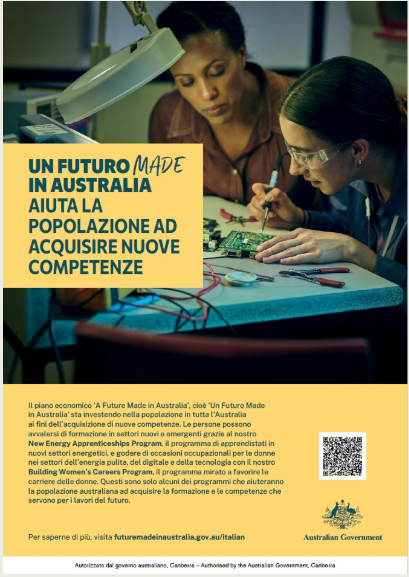 UN FUTURO MADE
IN AUSTRALIA
AIUTA LA
POPOLAZIONE AD
ACQUISIRE NUOVE
COMPETENZE
Il piano economico 'A Future Made in Australia', cioè 'Un Futuro Made
in Australia' sta investendo nella popolazione in tutta l'Australia
ai fini dell'acquisizione di nuove competenze. Le persone possono
avvalersi di formazione in settori nuovi e emergenti grazie al nostro
New Energy Apprenticeships Program, il programma di apprendistati in
nuovi settori energetici, e godere di occasioni occupazionali per le donne
nei settori dell'energia pulita, del digitale e della tecnologia con il nostro
Building Women's Careers Program, il programma mirato a favorire le
carriere delle donne. Questi sono solo alcuni dei programmi che aiuteranno
la popolazione australiana ad acquisire la formazione e le competenze che
servono per i lavori del futuro.
Per saperne di più, visita futuremadeinaustralia.gov.au/italian
Australian Government
Autorizzato dal governo australiano, Canberra – Authorised by the Australian Government, Canberra